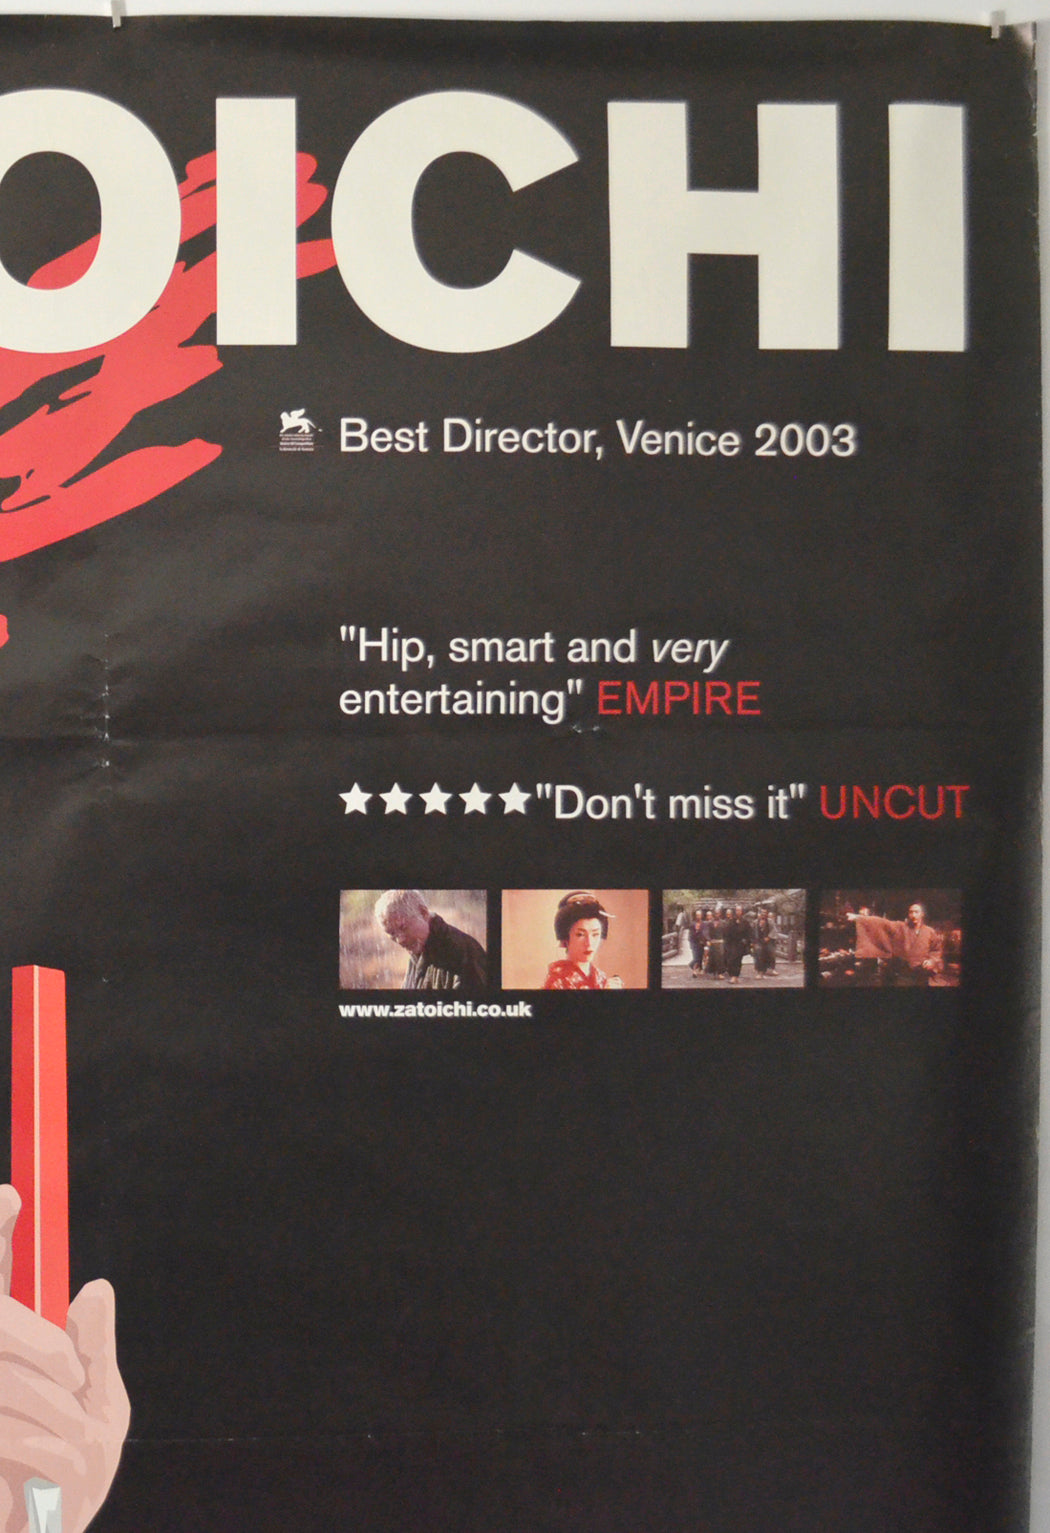 OICHI
Best Director, Venice 2003
"Hip, smart and very
entertaining" EMPIRE
★★★★★"Don't miss it" UNCUT
www.zatoichi.co.uk